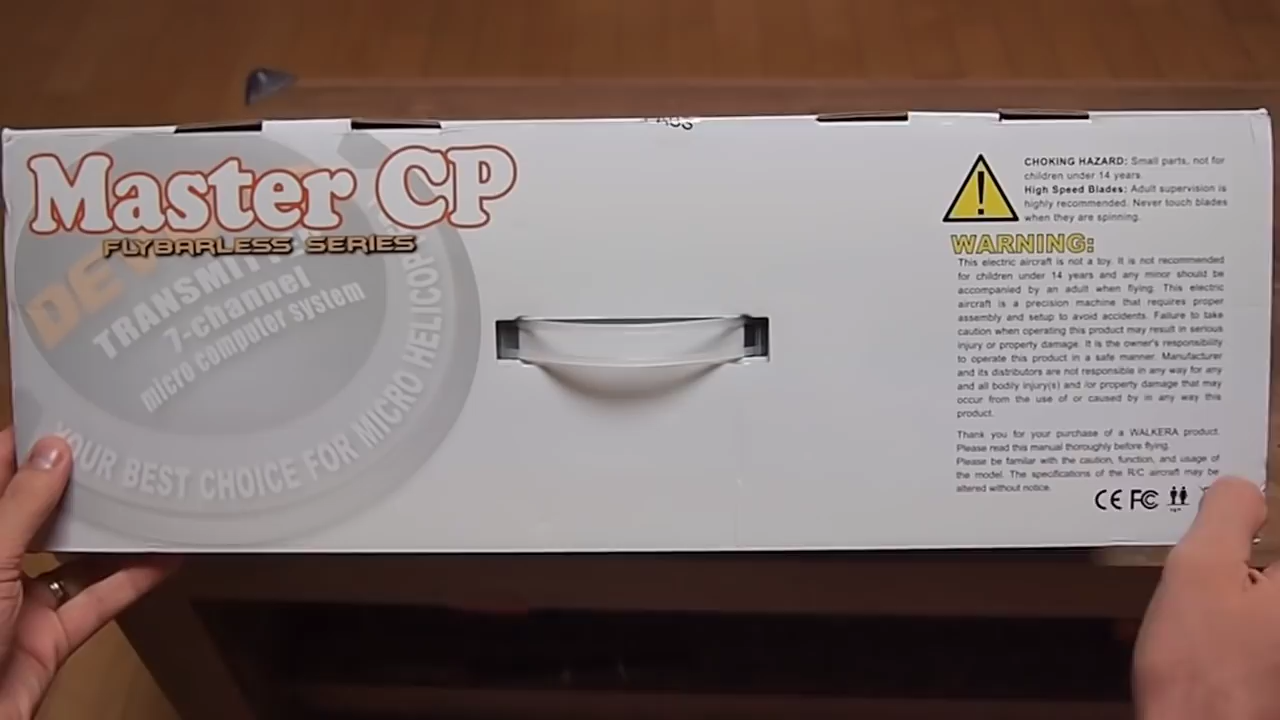 Master CP
FLYBARLESS SERIES
TRANSMITTER
7-channel
micro computer system
YOUR BEST CHOICE FOR MICRO HELICOP
CHOKING HAZARD: Small parts, not for
children under 14 years.
High Speed Blades: Adult supervision is
highly recommended. Never touch blades
when they are spinning.
WARNING:
This electric aircraft is not a toy. It is not recommended
for children under 14 years and any minor should be
accompanied by an adult when flying. This electric
aircraft is a precision machine that requires proper
assembly and setup to avoid accidents. Failure to take
caution when operating this product may result in serious
injury or property damage. It is the owner's responsibility
to operate this product in a safe manner. Manufacturer
and its distributors are not responsible in any way for any
and all bodily injury(s) and /or property damage that may
occur from the use of or caused by in any way this
product.
Thank you for your purchase of a WALKERA product.
Please read this manual thoroughly before flying.
Please be familar with the caution, function, and usage of
the model. The specifications of the R/C aircraft may be
altered without notice.
CE FC